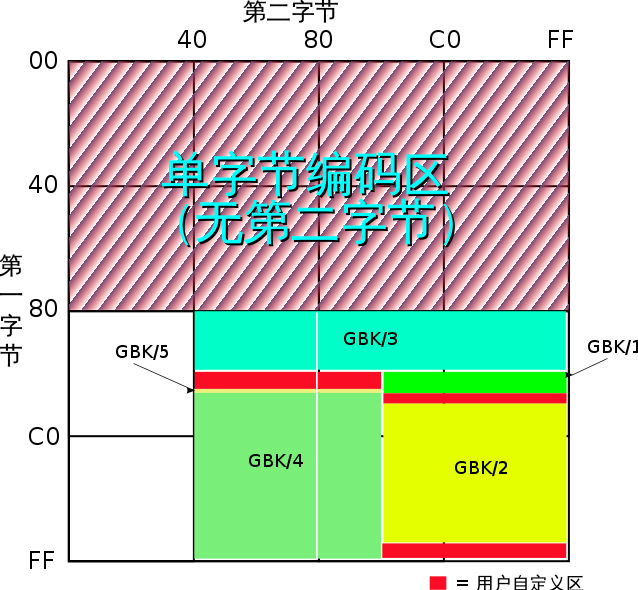 第二字节
40 80 C0 FF
00
单字节编码区
40
（无第二字节）
第一字节
80
GBK/3
GBK/5
GBK/1
C0
GBK/4
GBK/2
FF
= 用户自定义区